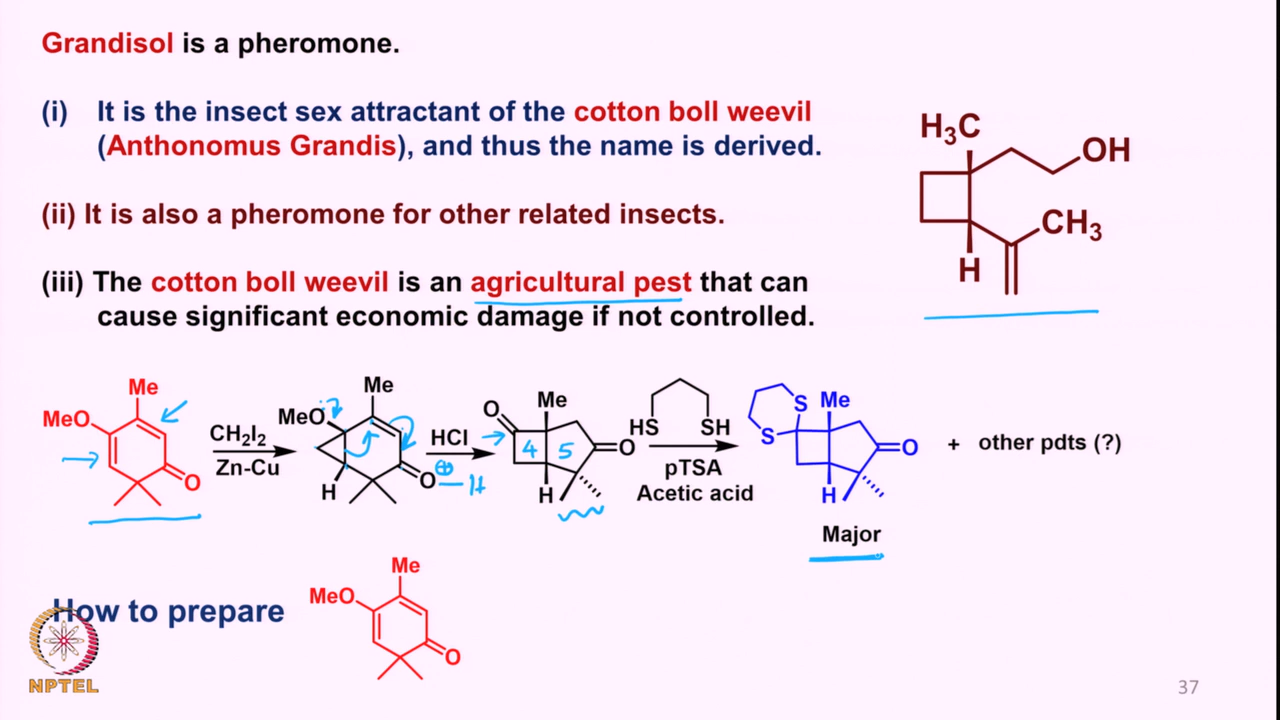 Grandisol is a pheromone.
(i) It is the insect sex attractant of the cotton boll weevil
(Anthonomus Grandis), and thus the name is derived.
(ii) It is also a pheromone for other related insects.
(iii) The cotton boll weevil is an agricultural pest that can
cause significant economic damage if not controlled.
H3C
OH
CH3
H
Me
MeO
O
CH2I2
Zn-Cu
Me
MeO
H
O
HCl
⊕
H
O
Me
4 5
O
H
HS SH
pTSA
Acetic acid
S Me
S
O
H
Major
+ other pdts (?)
How to prepare
Me
MeO
O
NPTEL
37